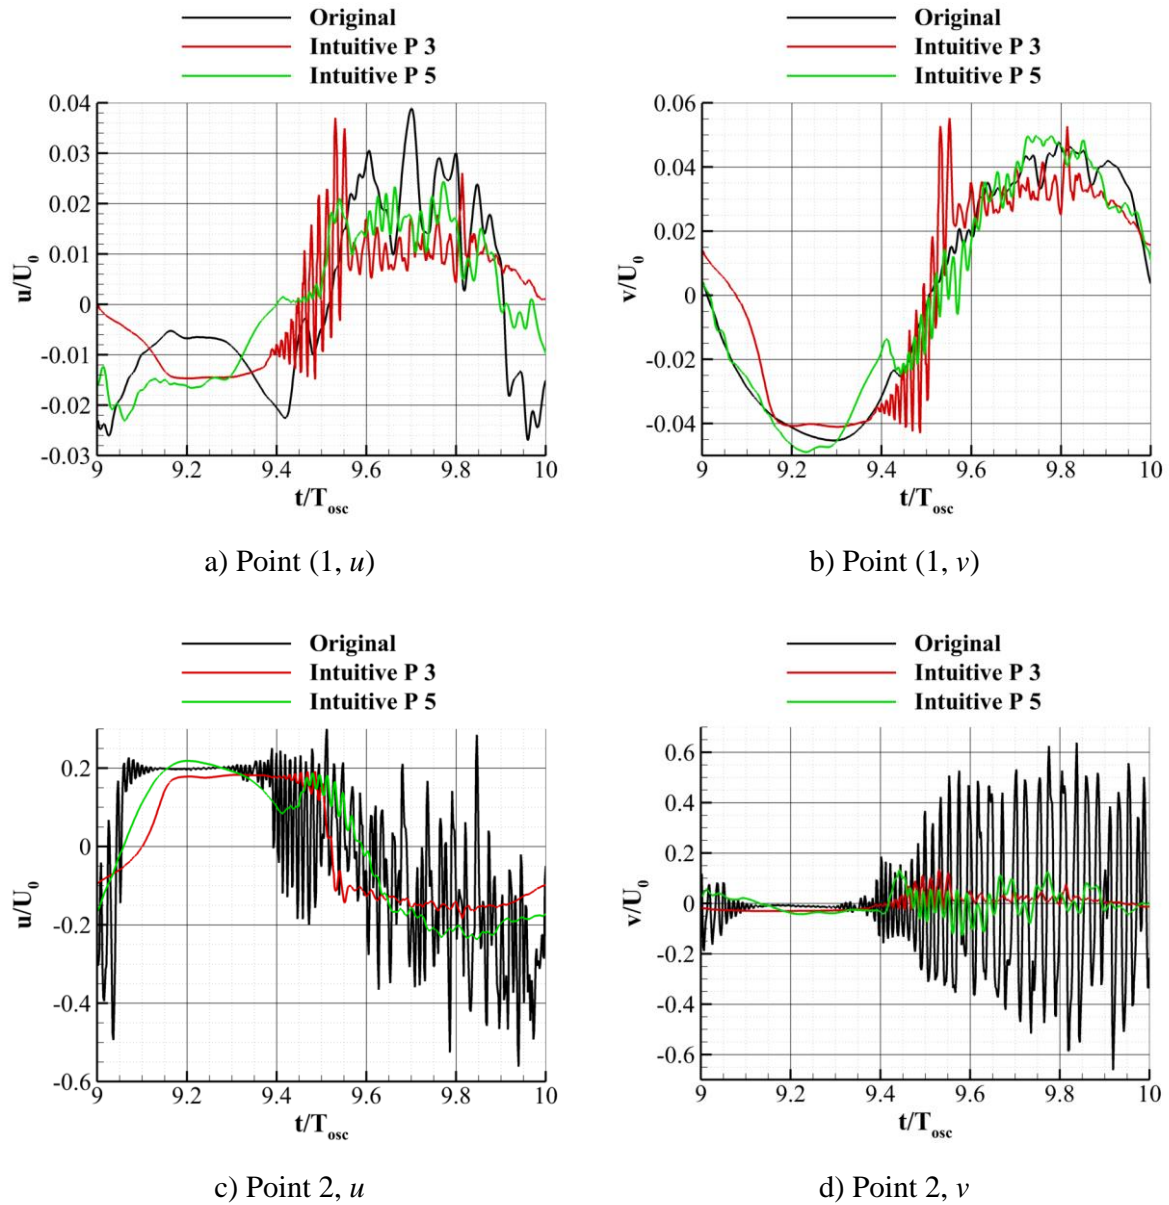 Original
Intuitive P 3
Intuitive P 5
0.04
0.03
0.02
0.01
0
-0.01
-0.02
-0.03
u/U0
9
9.2
9.4
9.6
9.8
10
t/Tosc
a) Point (1, u)
Original
Intuitive P 3
Intuitive P 5
0.06
0.04
0.02
0
-0.02
-0.04
v/U0
9
9.2
9.4
9.6
9.8
10
t/Tosc
b) Point (1, v)
Original
Intuitive P 3
Intuitive P 5
0.2
0
-0.2
-0.4
-0.6
u/U0
9
9.2
9.4
9.6
9.8
10
t/Tosc
c) Point 2, u
Original
Intuitive P 3
Intuitive P 5
0.6
0.4
0.2
0
-0.2
-0.4
-0.6
v/U0
9
9.2
9.4
9.6
9.8
10
t/Tosc
d) Point 2, v